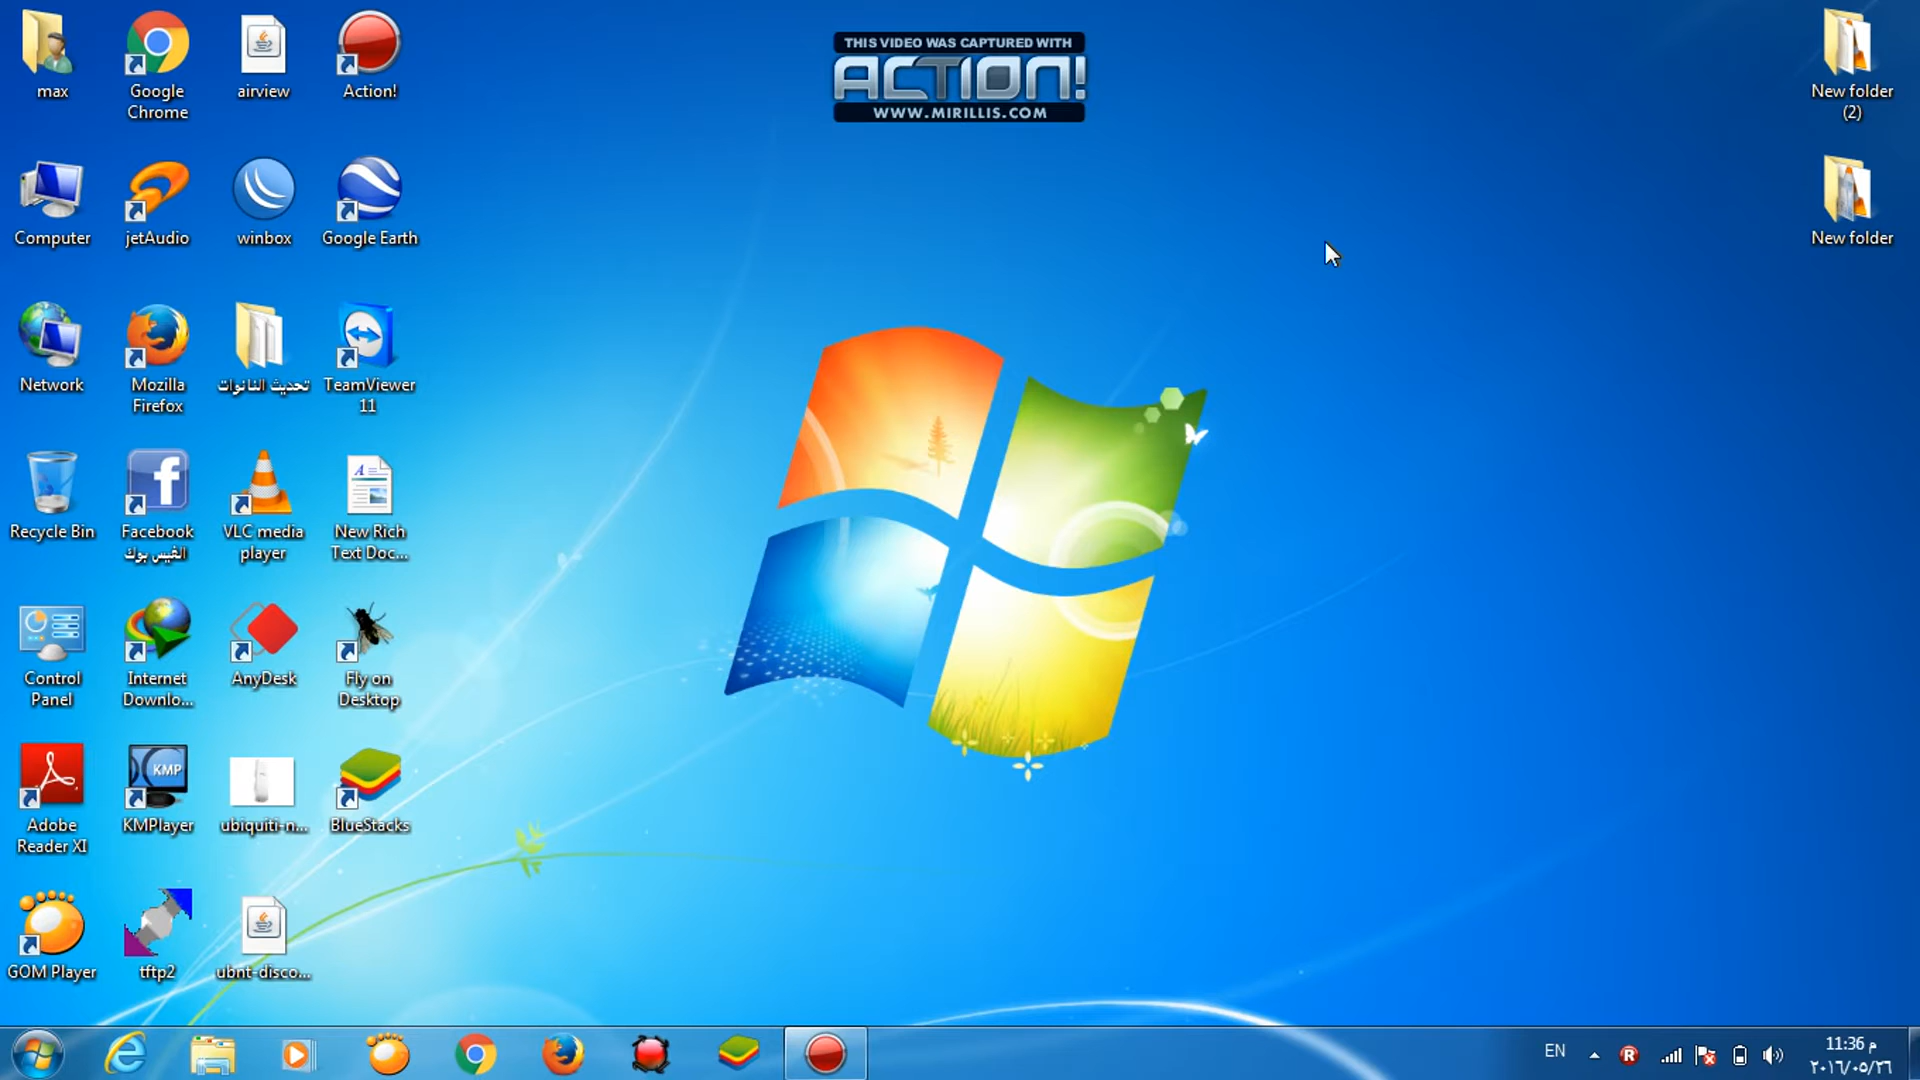 THIS VIDEO WAS CAPTURED WITH
ACTION!
WWW.MIRILLIS.COM
max
Google
Chrome
airview
Action!
New folder
(2)
Computer
jetAudio
winbox
Google Earth
New folder
Network
Mozilla
Firefox
تحديث النانوات
TeamViewer
11
Recycle Bin
Facebook
الفيس بوك
VLC media
player
New Rich
Text Doc...
Control
Panel
Internet
Downlo...
AnyDesk
Fly on
Desktop
Adobe
Reader XI
KMP
KMPlayer
ubiquiti-n...
BlueStacks
GOM Player
tftp2
ubnt-disco...
EN
11:36 م
٢٠١٦/٠٥/٢٦